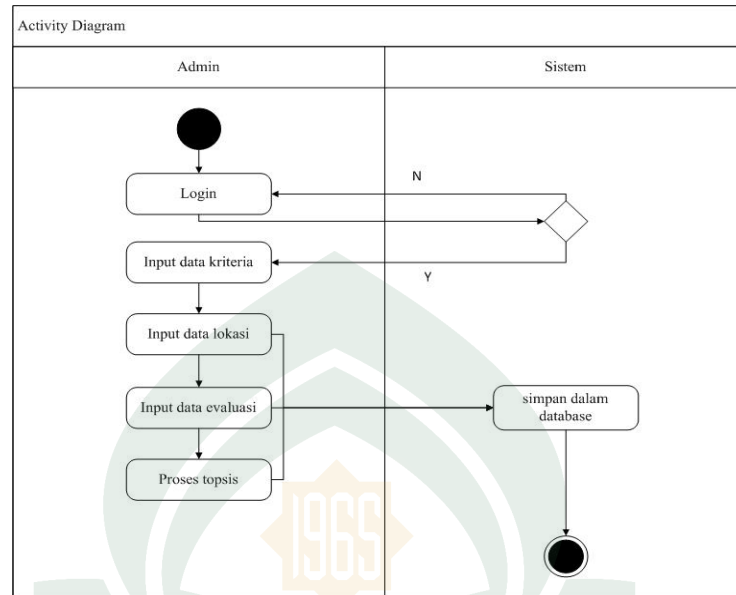 Activity Diagram
Admin
Sistem
N
Login
Input data kriteria
Y
Input data lokasi
Input data evaluasi
simpan dalam
database
Proses topsis
1965